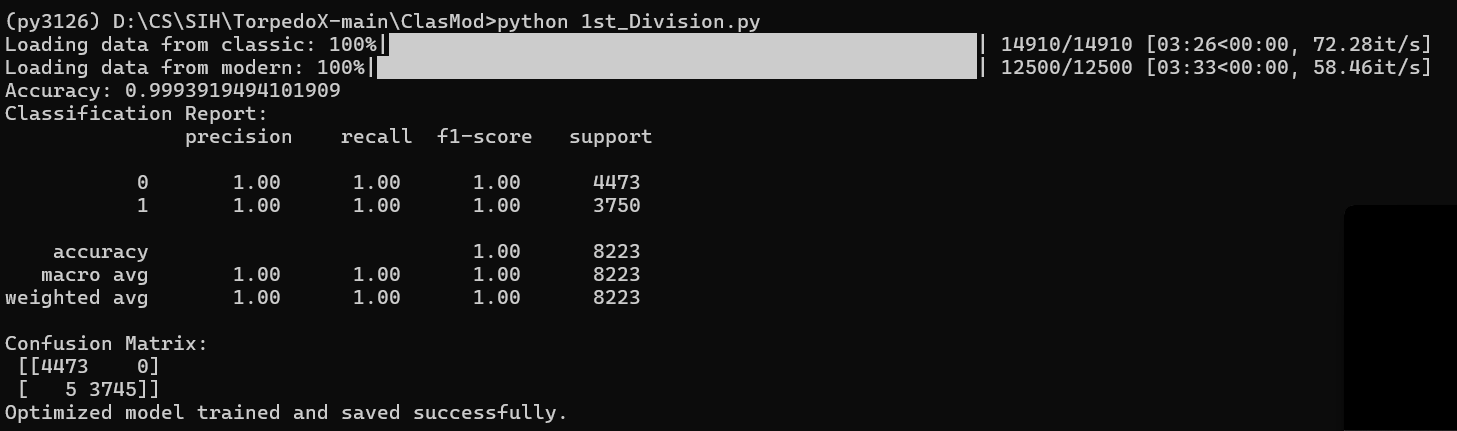 (py3126) D:\CS\SIH\TorpedoX-main\ClasMod>python 1st_Division.py
Loading data from classic: 100%|| 14910/14910 [03:26<00:00, 72.28it/s]
Loading data from modern: 100%|| 12500/12500 [03:33<00:00, 58.46it/s]
Accuracy: 0.9993919494101909
Classification Report:
precision recall f1-score support
0 1.00 1.00 1.00 4473
1 1.00 1.00 1.00 3750
accuracy 1.00 8223
macro avg 1.00 1.00 1.00 8223
weighted avg 1.00 1.00 1.00 8223
Confusion Matrix:
[[4473 0]
[ 5 3745]]
Optimized model trained and saved successfully.